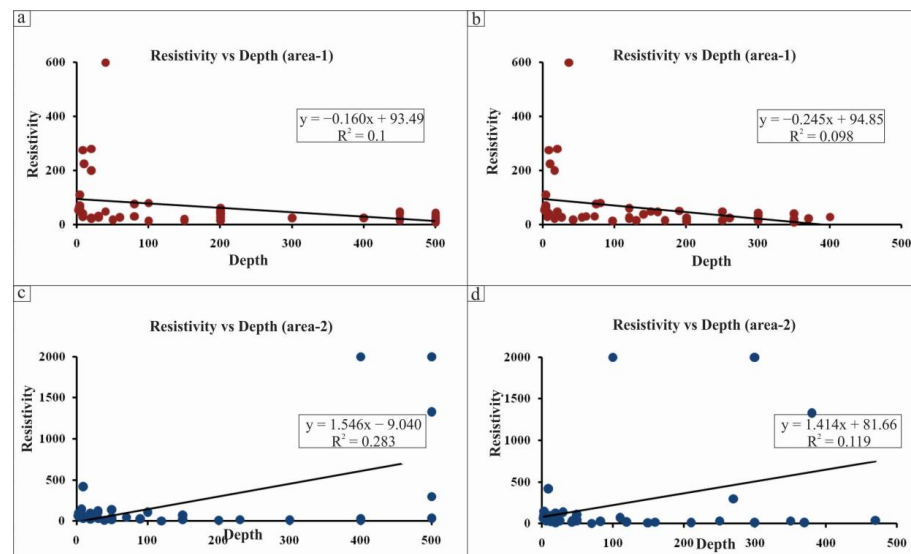 a
Resistivity vs Depth (area-1)
600
400
200
0
0 100 200 300 400 500
Resistivity
Depth
y = −0.160x + 93.49
R² = 0.1
b
Resistivity vs Depth (area-1)
600
400
200
0
0 100 200 300 400 500
Resistivity
Depth
y = −0.245x + 94.85
R² = 0.098
c
Resistivity vs Depth (area-2)
2000
1500
1000
500
0
0 100 200 300 400 500
Resistivity
Depth
y = 1.546x − 9.040
R² = 0.283
d
Resistivity vs Depth (area-2)
2000
1500
1000
500
0
0 100 200 300 400 500
Resistivity
Depth
y = 1.414x + 81.66
R² = 0.119